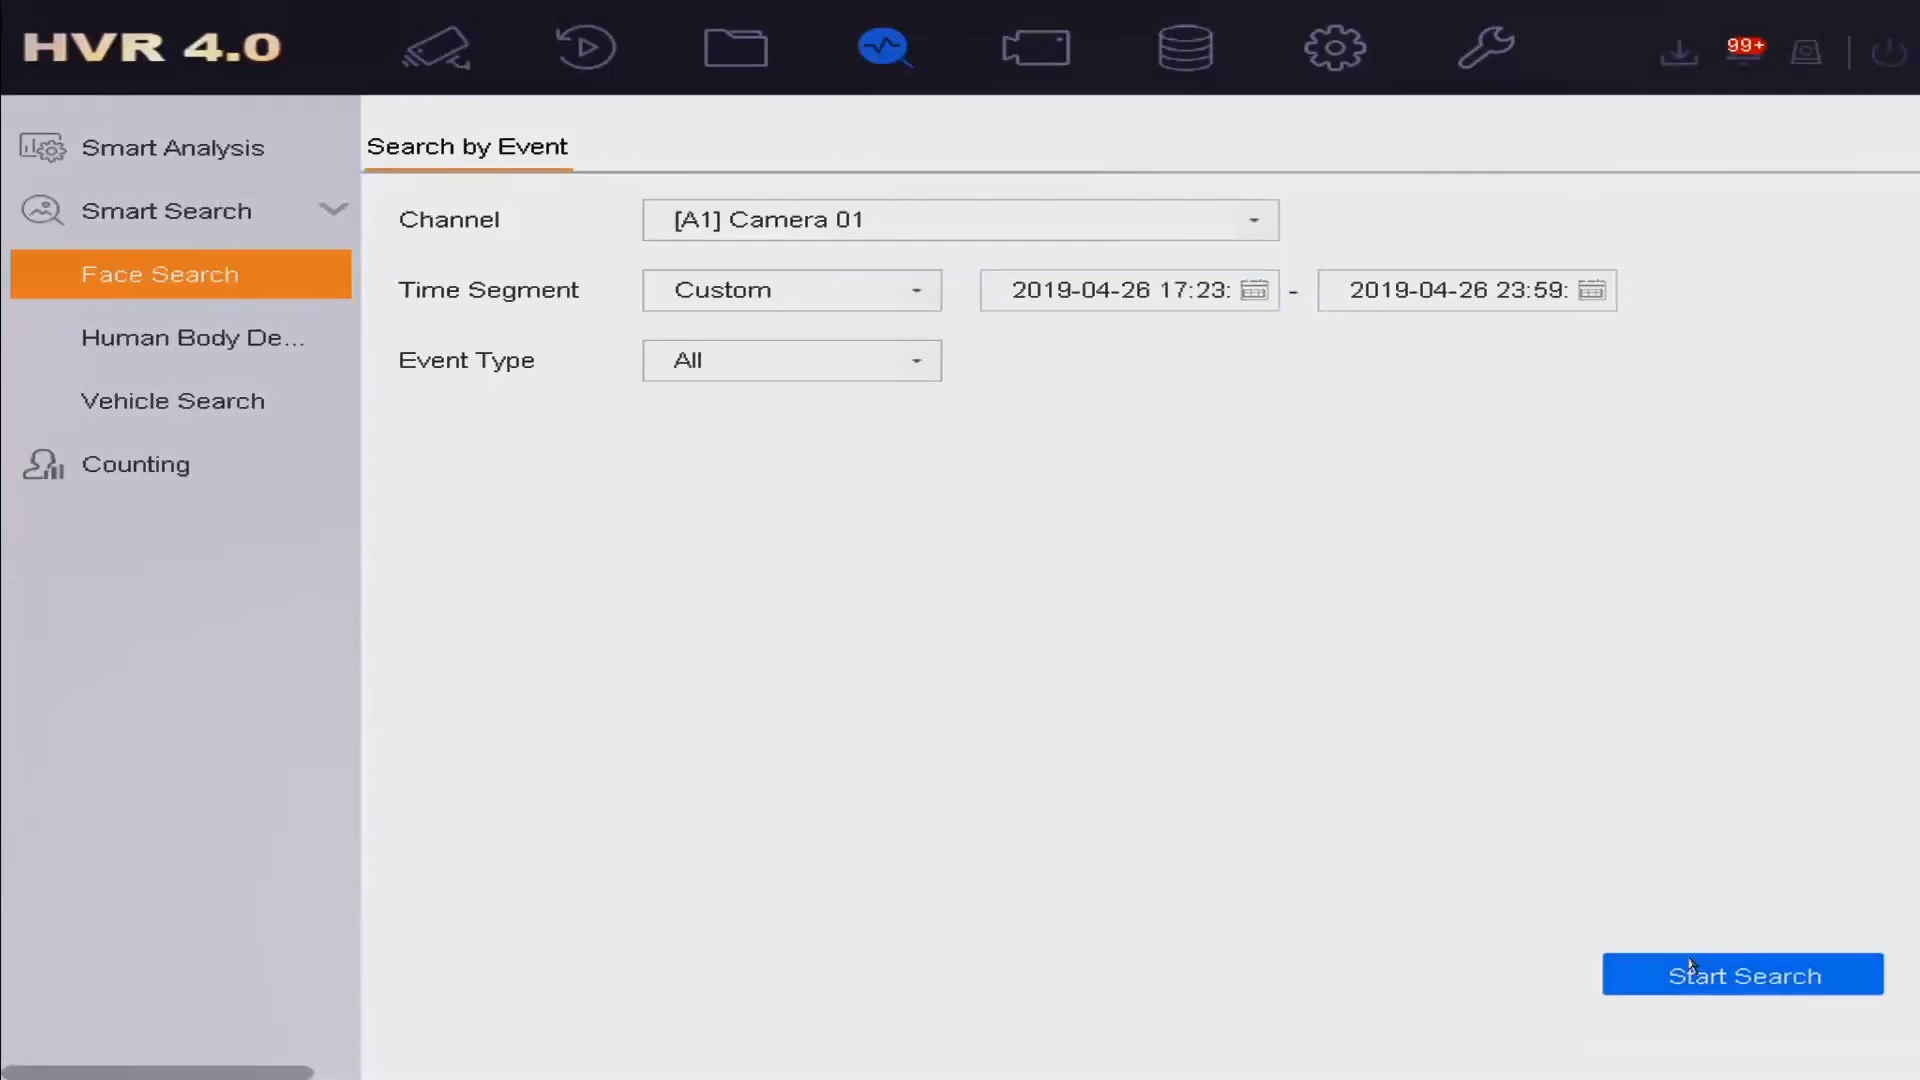 HVR 4.0
99+
Smart Analysis
Smart Search
Face Search
Human Body De...
Vehicle Search
Counting
Search by Event
Channel
[A1] Camera 01
Time Segment
Custom
2019-04-26 17:23:
-
2019-04-26 23:59:
Event Type
All
Start Search